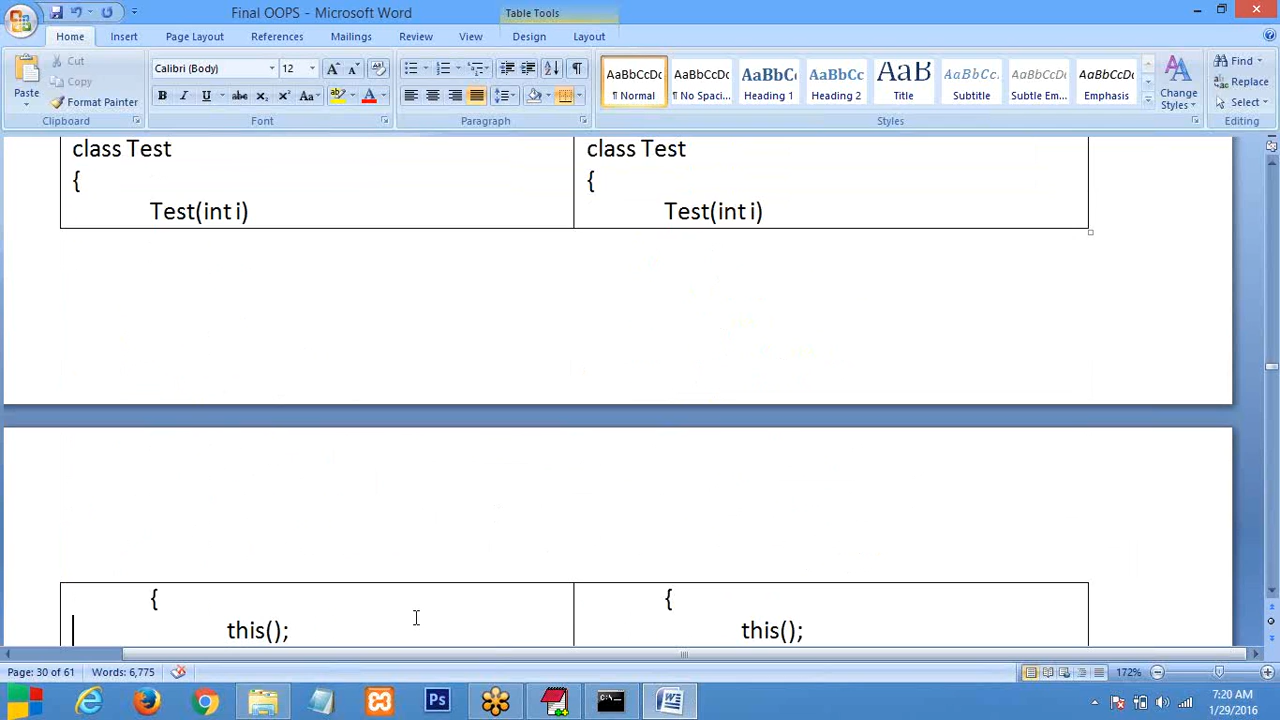 Final OOPS - Microsoft Word
Table Tools
Home
Insert
Page Layout
References
Mailings
Review
View
Design
Layout
Paste
Cut
Copy
Format Painter
Clipboard
Calibri (Body)
12
Font
Paragraph
AaBbCcDc
¶ Normal
AaBbCcDc
¶ No Spaci...
AaBbCc
Heading 1
AaBbCc
Heading 2
AaB
Title
AaBbCc.
Subtitle
AaBbCcDc
Subtle Em...
AaBbCcDc
Emphasis
Change
Styles
Styles
Find
Replace
Select
Editing
class Test
{
Test(int i)
class Test
{
Test(int i)
{
this();
{
this();
Page: 30 of 61
Words: 6,775
172%
Ps
7:20 AM
1/29/2016